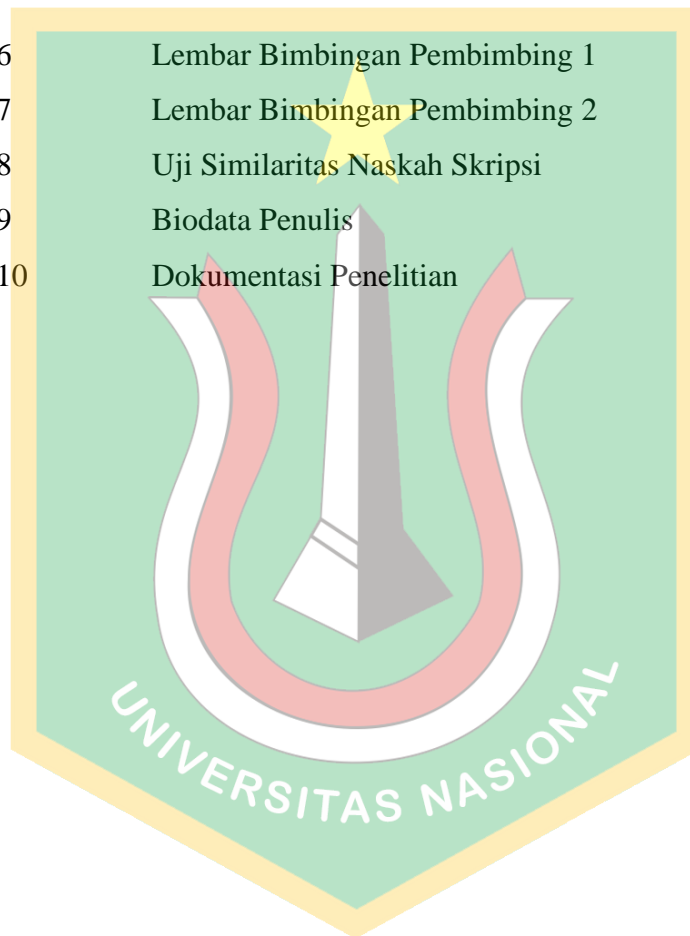 6 Lembar Bimbingan Pembimbing 1
7 Lembar Bimbingan Pembimbing 2
8 Uji Similaritas Naskah Skripsi
9 Biodata Penulis
10 Dokumentasi Penelitian
UNIVERSITAS NASIONAL